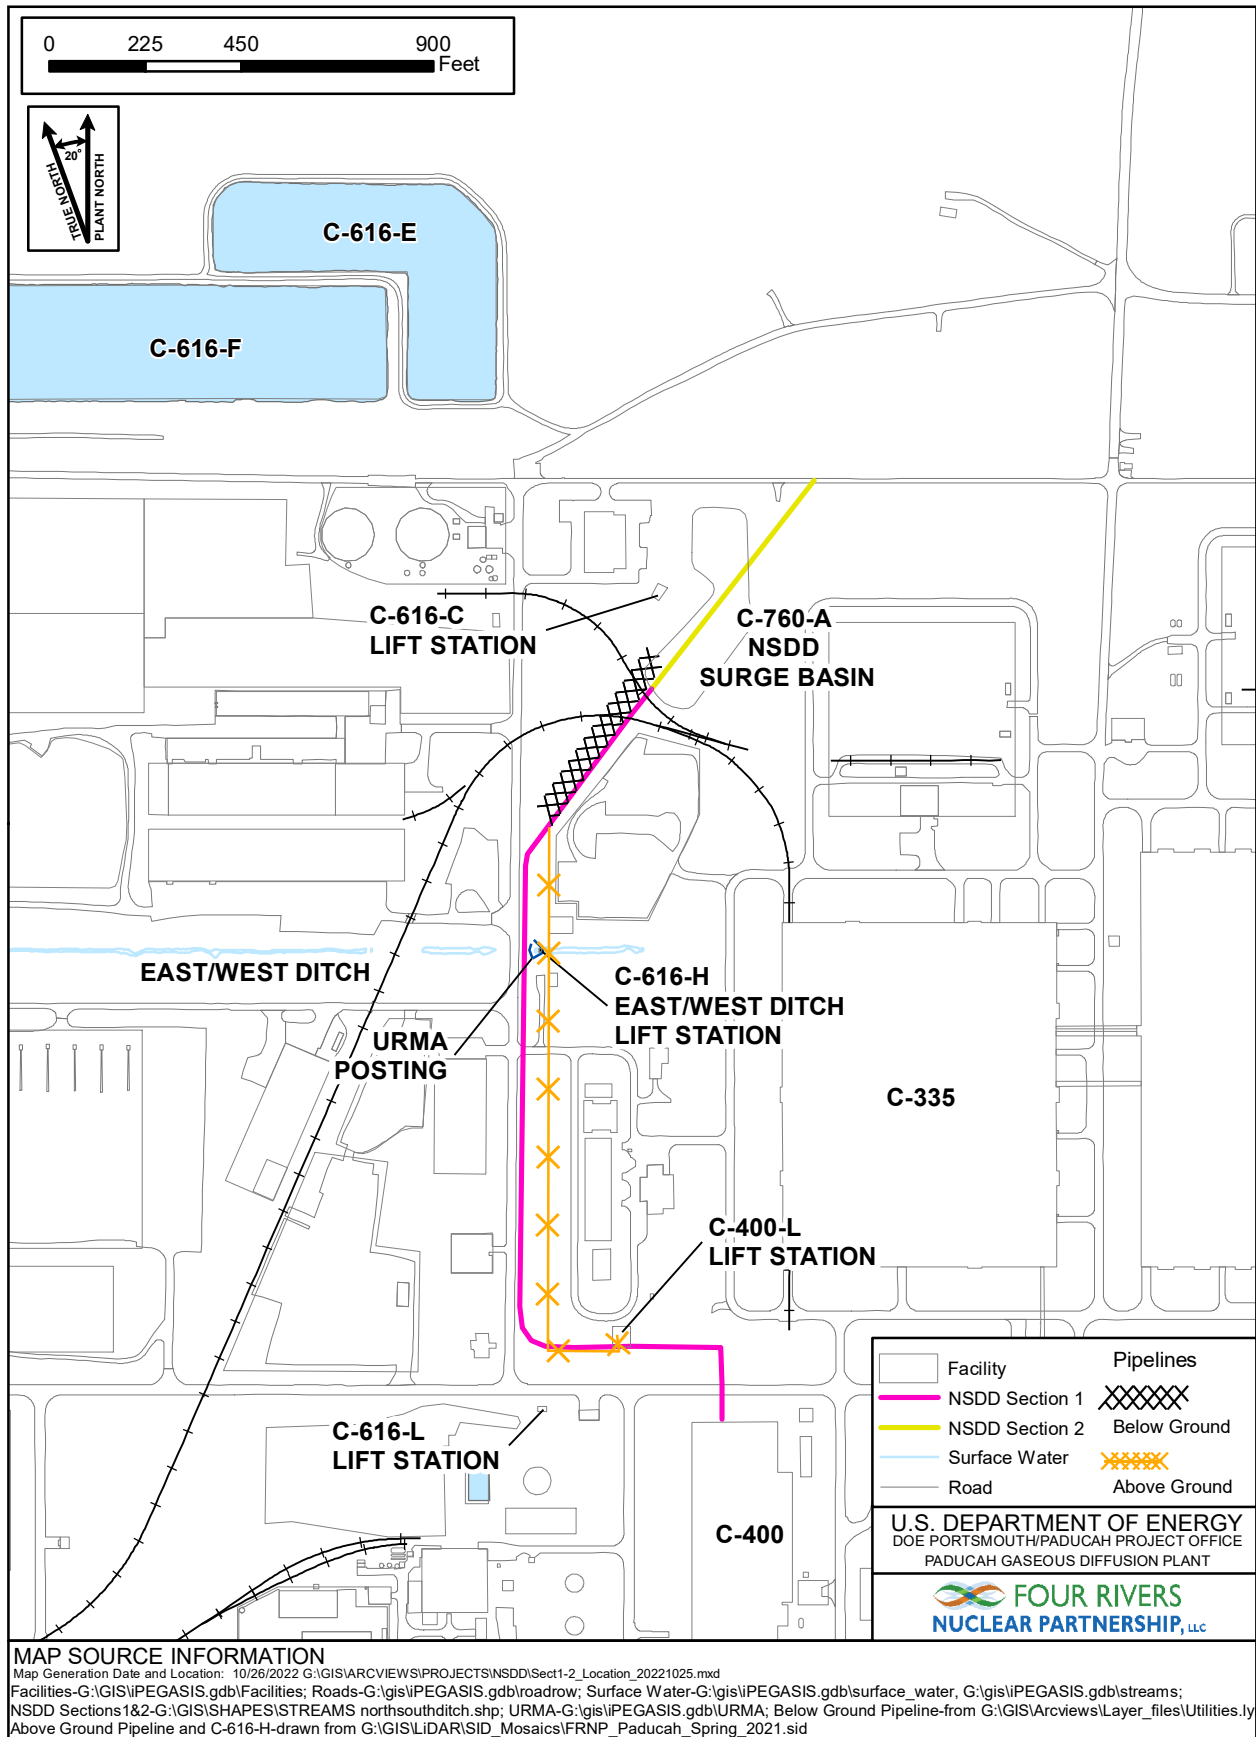 0 225 450 900
Feet
20°
TRUE NORTH
PLANT NORTH
C-616-E
C-616-F
C-616-C
LIFT STATION
C-760-A
NSDD
SURGE BASIN
EAST/WEST DITCH
C-616-H
EAST/WEST DITCH
LIFT STATION
URMA
POSTING
C-335
C-400-L
LIFT STATION
C-616-L
LIFT STATION
C-400
Facility
NSDD Section 1
NSDD Section 2
Surface Water
Road
Pipelines
Below Ground
Above Ground
U.S. DEPARTMENT OF ENERGY
DOE PORTSMOUTH/PADUCAH PROJECT OFFICE
PADUCAH GASEOUS DIFFUSION PLANT
FOUR RIVERS
NUCLEAR PARTNERSHIP, LLC
MAP SOURCE INFORMATION
Map Generation Date and Location: 10/26/2022 G:\GIS\ARCVIEWS\PROJECTS\NSDD\Sect1-2_Location_20221025.mxd
Facilities-G:\GIS\iPEGASIS.gdb\Facilities; Roads-G:\gis\iPEGASIS.gdb\roadrow; Surface Water-G:\gis\iPEGASIS.gdb\surface_water, G:\gis\iPEGASIS.gdb\streams;
NSDD Sections1&2-G:\GIS\SHAPES\STREAMS northsouthditch.shp; URMA-G:\gis\iPEGASIS.gdb\URMA; Below Ground Pipeline-from G:\GIS\Arcviews\Layer_files\Utilities.ly
Above Ground Pipeline and C-616-H-drawn from G:\GIS\LiDAR\SID_Mosaics\FRNP_Paducah_Spring_2021.sid